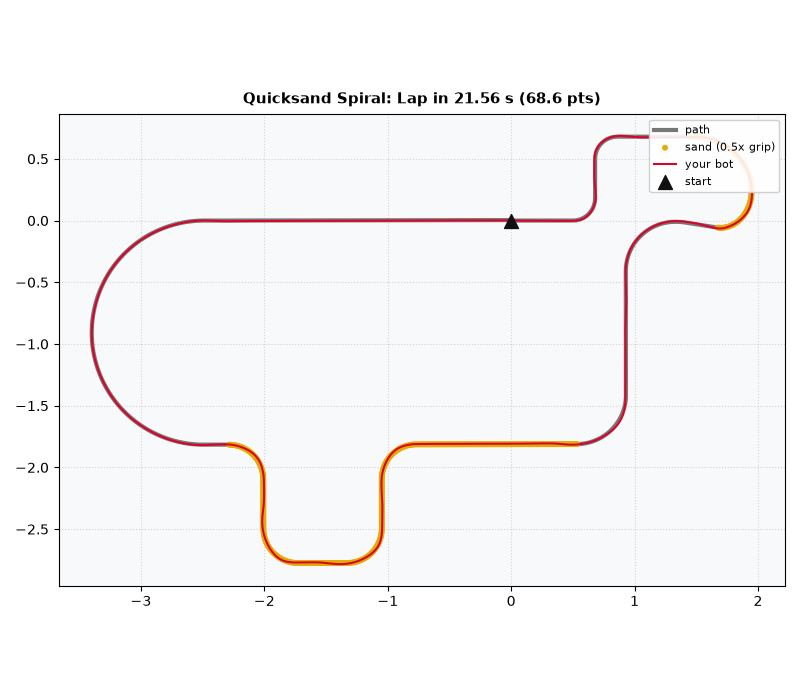 Quicksand Spiral: Lap in 21.56 s (68.6 pts)
path
sand (0.5x grip)
your bot
start
0.5
0.0
−0.5
−1.0
−1.5
−2.0
−2.5
−3 −2 −1 0 1 2